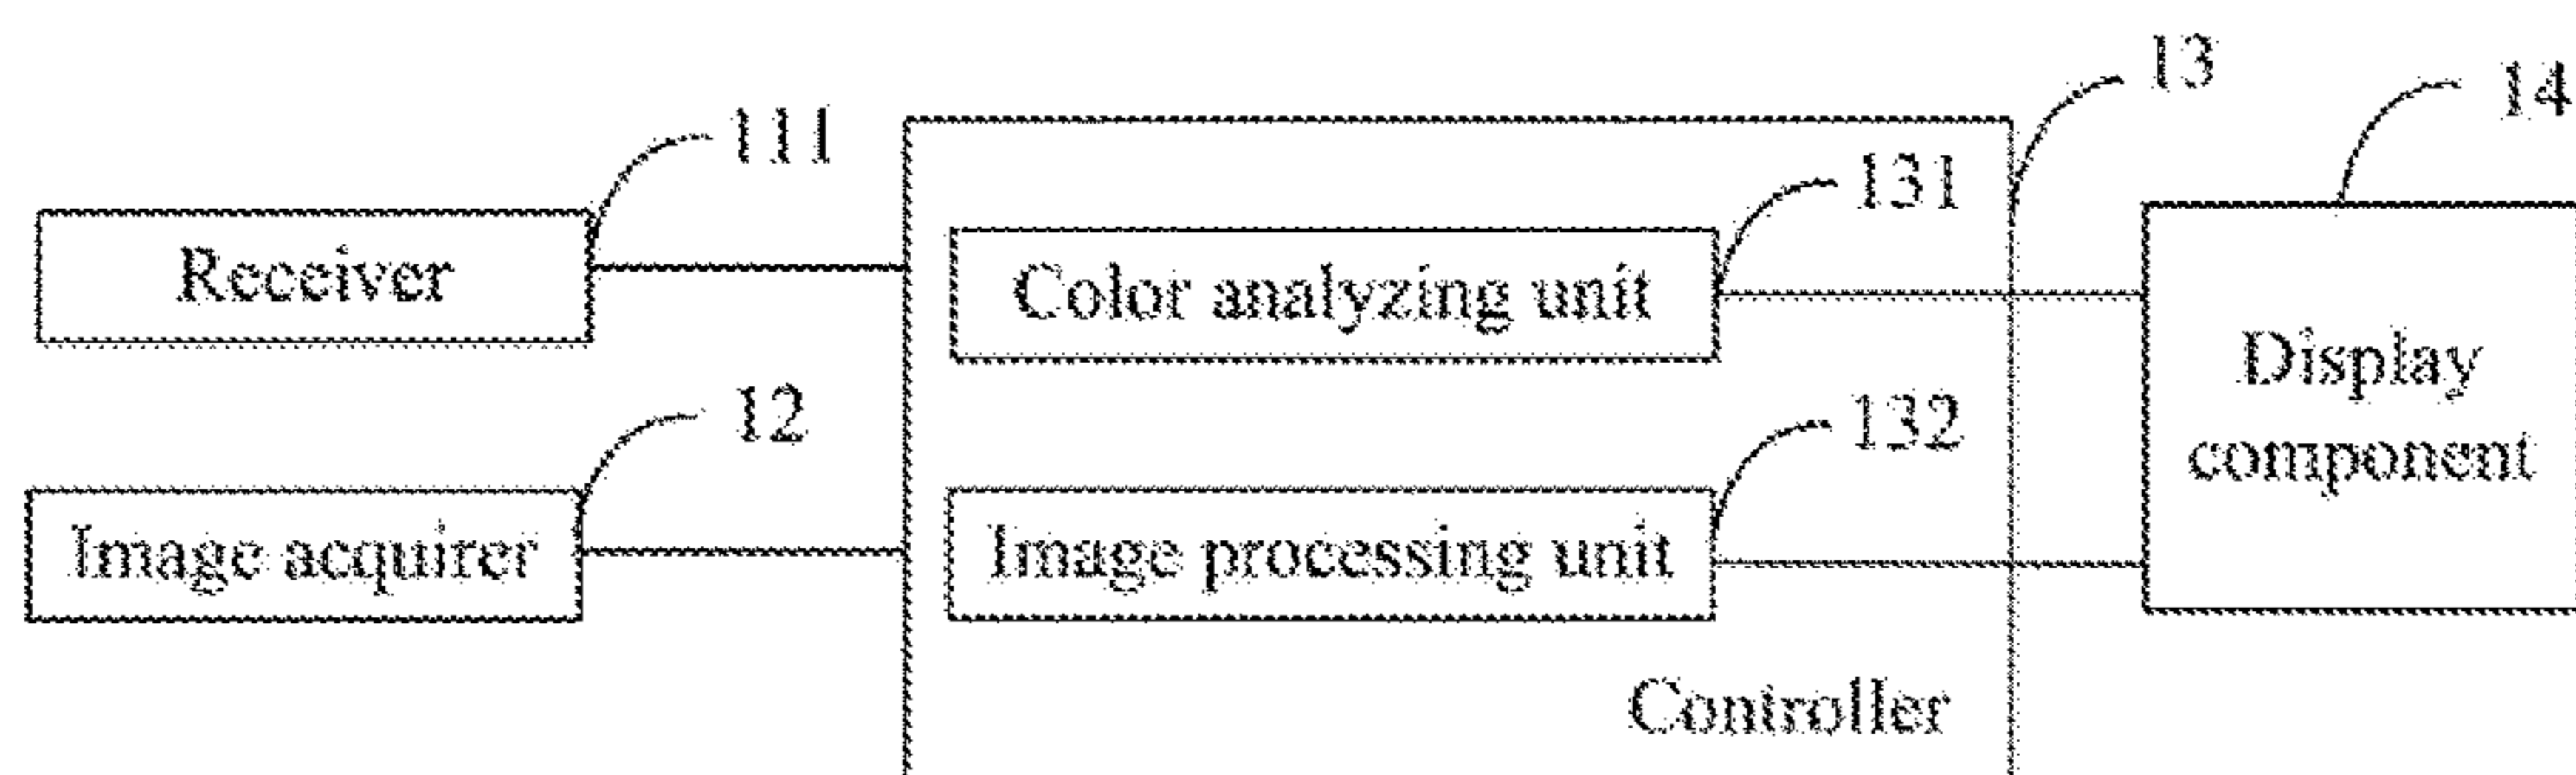 13
14
111
131
Receiver
Color analyzing unit
Display
component
12
132
Image acquirer
Image processing unit
Controller